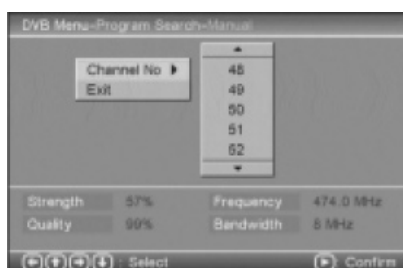 DVB Menu-Program Search-Manual
Channel No
Exit
48
49
50
51
52
Strength 57% Frequency 474.0 MHz
Quality 99% Bandwidth 8 MHz
: Select : Confirm